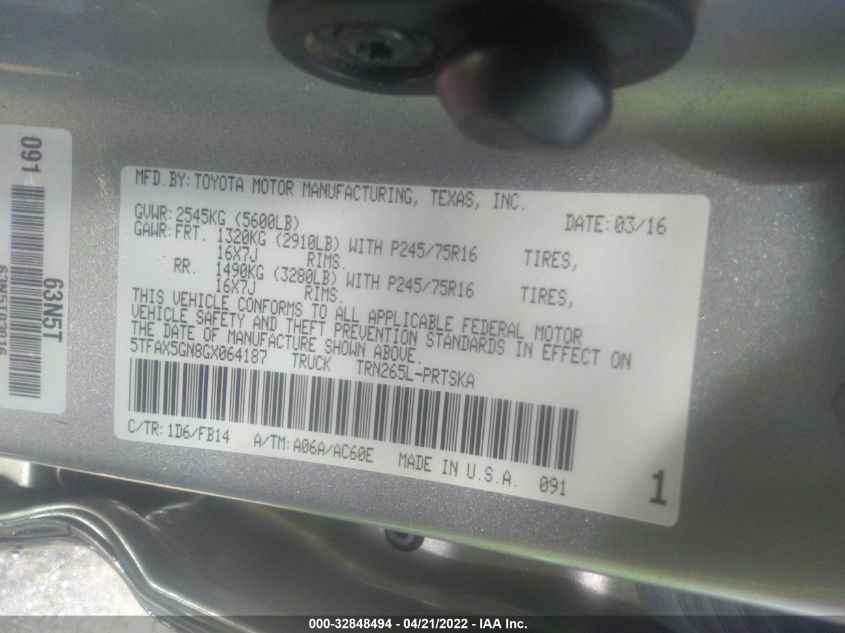 091
63N5T
63N5T03016
MFD.BY:TOYOTA MOTOR MANUFACTURING, TEXAS, INC.
GVWR:2545KG (5600LB) DATE:03/16
GAWR:FRT. 1320KG (2910LB) WITH P245/75R16 TIRES,
16X7J RIMS.
RR. 1490KG (3280LB) WITH P245/75R16 TIRES,
16X7J RIMS.
THIS VEHICLE CONFORMS TO ALL APPLICABLE FEDERAL MOTOR
VEHICLE SAFETY AND THEFT PREVENTION STANDARDS IN EFFECT ON
THE DATE OF MANUFACTURE SHOWN ABOVE.
5TFAX5GN8GX064187 TRUCK TRN265L-PRTSKA
C/TR:1D6/FB14 A/TM:A06A/AC60E MADE IN U.S.A. 091
1
000-32848494 - 04/21/2022 - IAA Inc.